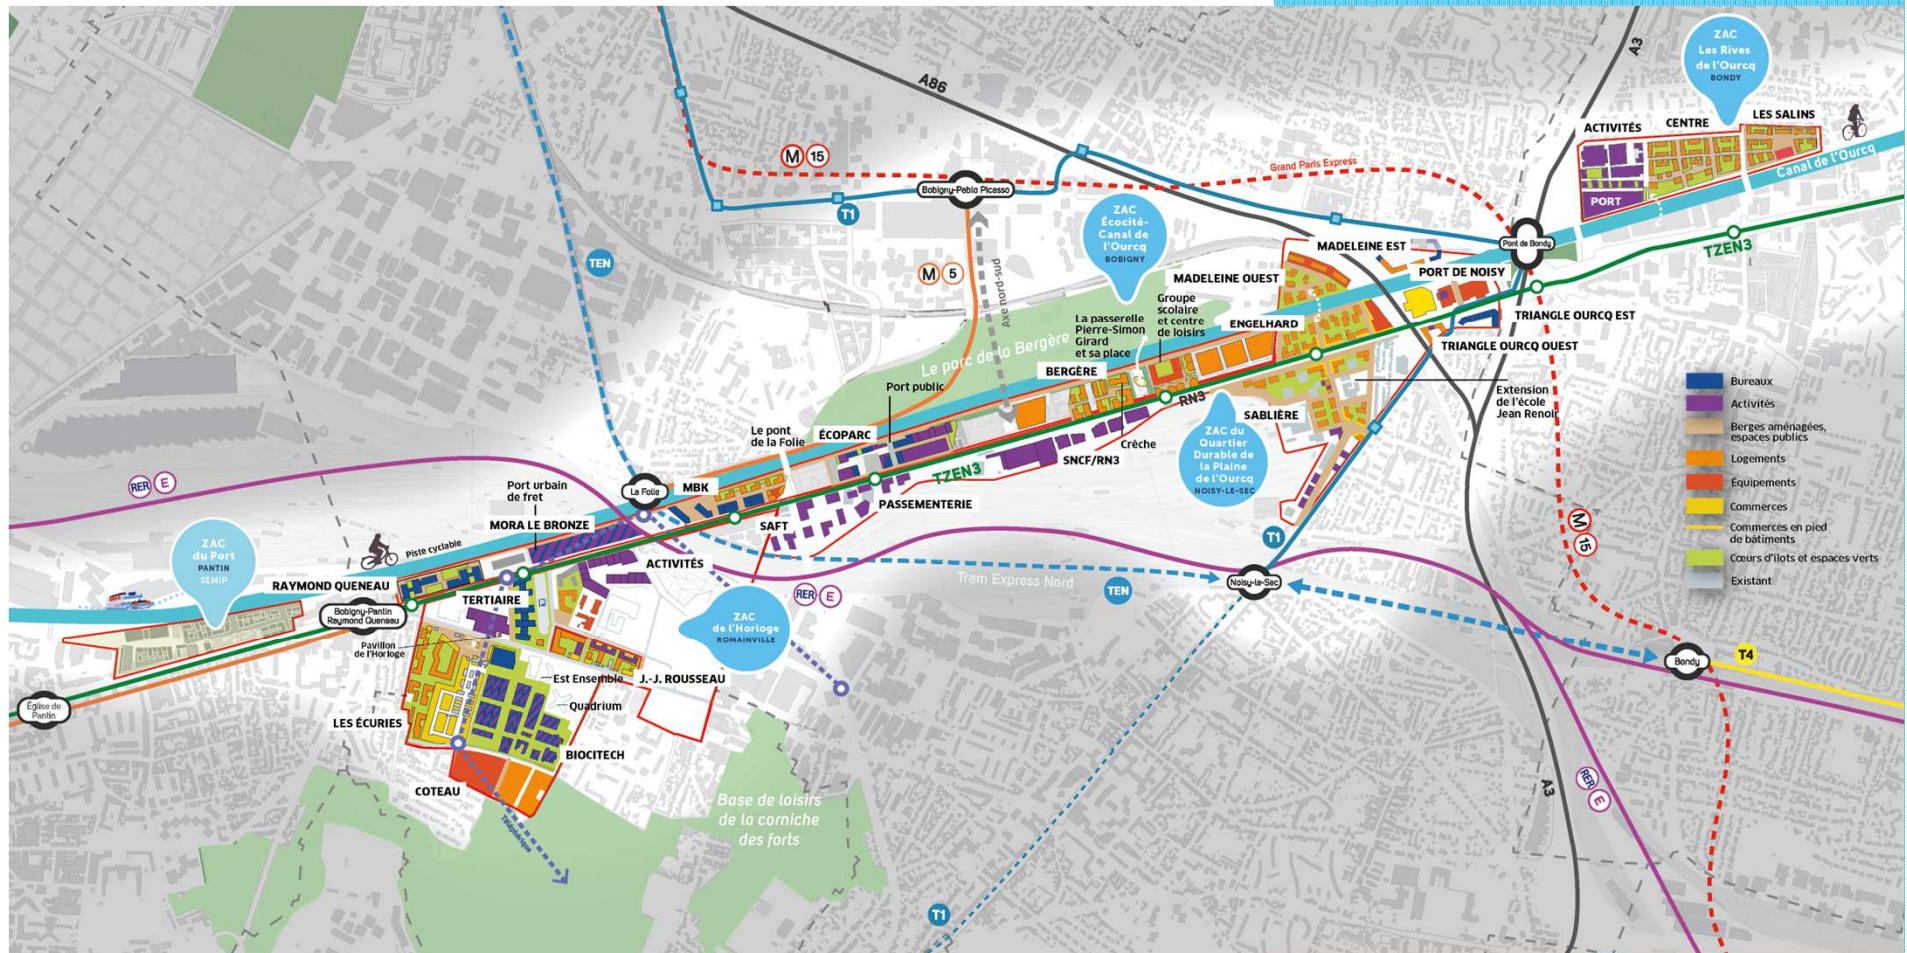 ZAC
Les Rives
de l'Ourcq
BONDY
A3
A86
ACTIVITÉS
CENTRE
LES SALINS
PORT
Canal de l'Ourcq
M 15
Grand Paris Express
Bobigny-Pablo Picasso
T1
ZAC
Écocité-
Canal de
l'Ourcq
BOBIGNY
TEN
M 5
Axe nord-sud
MADELEINE EST
Pont de Bondy
TZEN3
MADELEINE OUEST
PORT DE NOISY
Groupe
scolaire
et centre
de loisirs
La passerelle
Pierre-Simon
Girard
et sa place
ENGELHARD
TRIANGLE OURCQ EST
TRIANGLE OURCQ OUEST
Le parc de la Bergère
BERGÈRE
Port public
RN3
Extension
de l'école
Jean Renoir
SABLIÈRE
Bureaux
Activités
Berges aménagées,
espaces publics
Logements
Équipements
Commerces
Commerces en pied
de bâtiments
Cœurs d'îlots et espaces verts
Existant
Le pont
de la Folie
ÉCOPARC
Crèche
SNCF/RN3
TZEN3
ZAC du
Quartier
Durable de
la Plaine
de l'Ourcq
NOISY-LE-SEC
RER E
Port urbain
de fret
La Folie
MBK
PASSEMENTERIE
MORA LE BRONZE
SAFT
M 15
T1
ZAC
du Port
PANTIN
SEMIP
Piste cyclable
ACTIVITÉS
Tram Express Nord
TEN
Noisy-le-Sec
RAYMOND QUENEAU
Bobigny-Pantin
Raymond Queneau
TERTIAIRE
P
RER E
ZAC
de l'Horloge
ROMAINVILLE
Pavillon
de l'Horloge
Est Ensemble
J.-J. ROUSSEAU
Bondy
T4
Église de
Pantin
LES ÉCURIES
Quadrium
BIOCITECH
COTEAU
Téléphérique
Base de loisirs
de la corniche
des forts
A3
RER E
T1